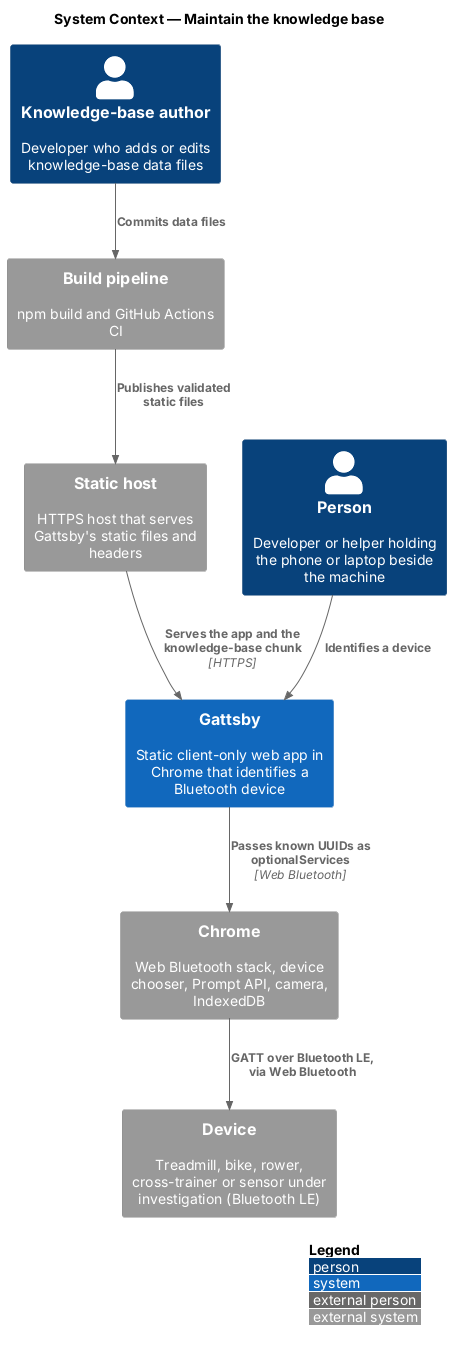 System Context — Maintain the knowledge base
Knowledge-base author
Developer who adds or edits
knowledge-base data files
Commits data files
Build pipeline
npm build and GitHub Actions
CI
Publishes validated
static files
Static host
HTTPS host that serves
Gattsby's static files and
headers
Person
Developer or helper holding
the phone or laptop beside
the machine
Serves the app and the
knowledge-base chunk
[HTTPS]
Identifies a device
Gattsby
Static client-only web app in
Chrome that identifies a
Bluetooth device
Passes known UUIDs as
optionalServices
[Web Bluetooth]
Chrome
Web Bluetooth stack, device
chooser, Prompt API, camera,
IndexedDB
GATT over Bluetooth LE,
via Web Bluetooth
Device
Treadmill, bike, rower,
cross-trainer or sensor under
investigation (Bluetooth LE)
Legend
person
system
external person
external system